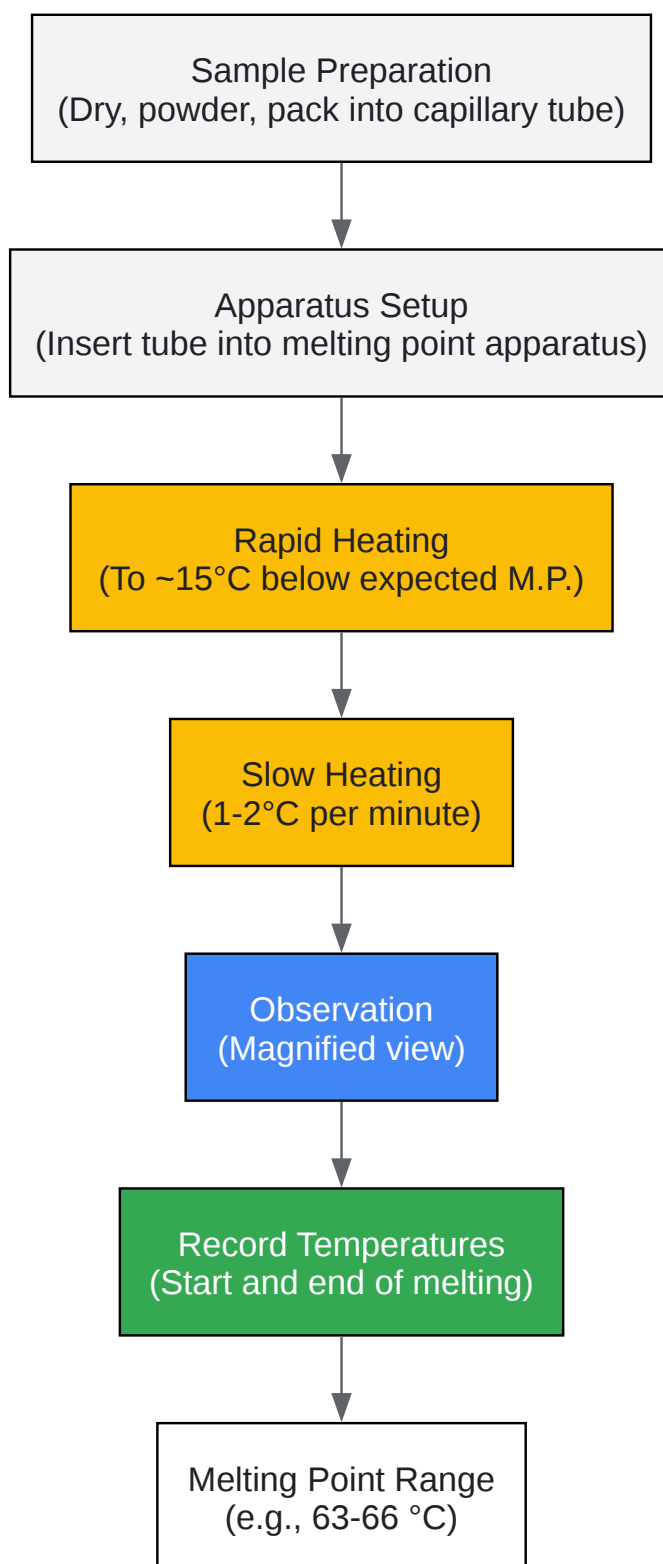 Sample Preparation
(Dry, powder, pack into capillary tube)
Apparatus Setup
(Insert tube into melting point apparatus)
Rapid Heating
(To ~15°C below expected M.P.)
Slow Heating
(1-2°C per minute)
Observation
(Magnified view)
Record Temperatures
(Start and end of melting)
Melting Point Range
(e.g., 63-66 °C)